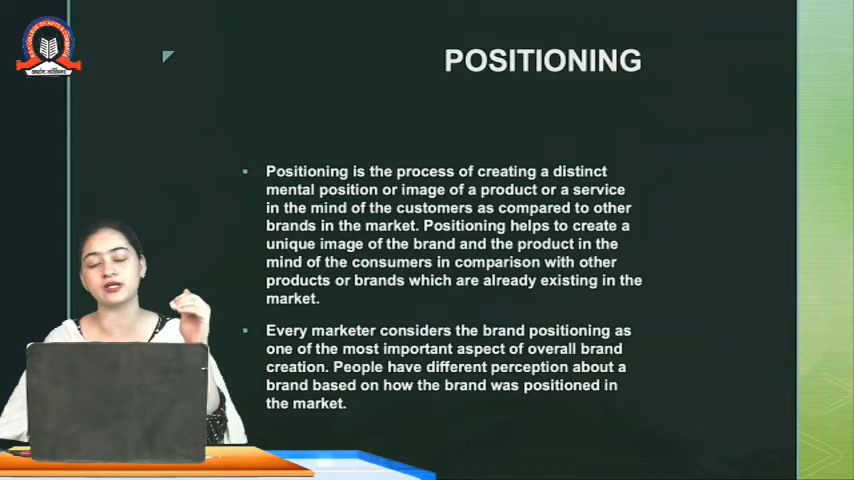 POSITIONING
Positioning is the process of creating a distinct
mental position or image of a product or a service
in the mind of the customers as compared to other
brands in the market. Positioning helps to create a
unique image of the brand and the product in the
mind of the consumers in comparison with other
products or brands which are already existing in the
market.
Every marketer considers the brand positioning as
one of the most important aspect of overall brand
creation. People have different perception about a
brand based on how the brand was positioned in
the market.